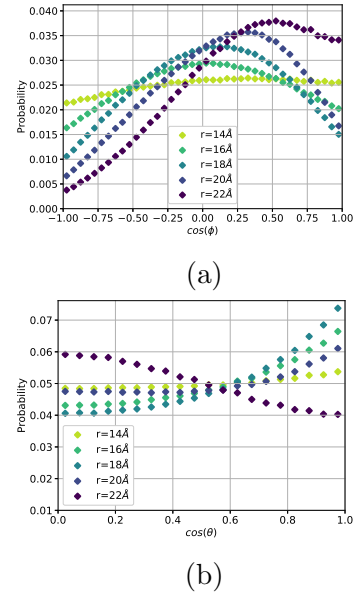 0.040
0.035
0.030
0.025
0.020
0.015
0.010
0.005
0.000
Probability
r=14Å
r=16Å
r=18Å
r=20Å
r=22Å
−1.00 −0.75 −0.50 −0.25 0.00 0.25 0.50 0.75 1.00
cos(ϕ)
(a)
0.07
0.06
0.05
0.04
0.03
0.02
0.01
Probability
r=14Å
r=16Å
r=18Å
r=20Å
r=22Å
0.0 0.2 0.4 0.6 0.8 1.0
cos(θ)
(b)